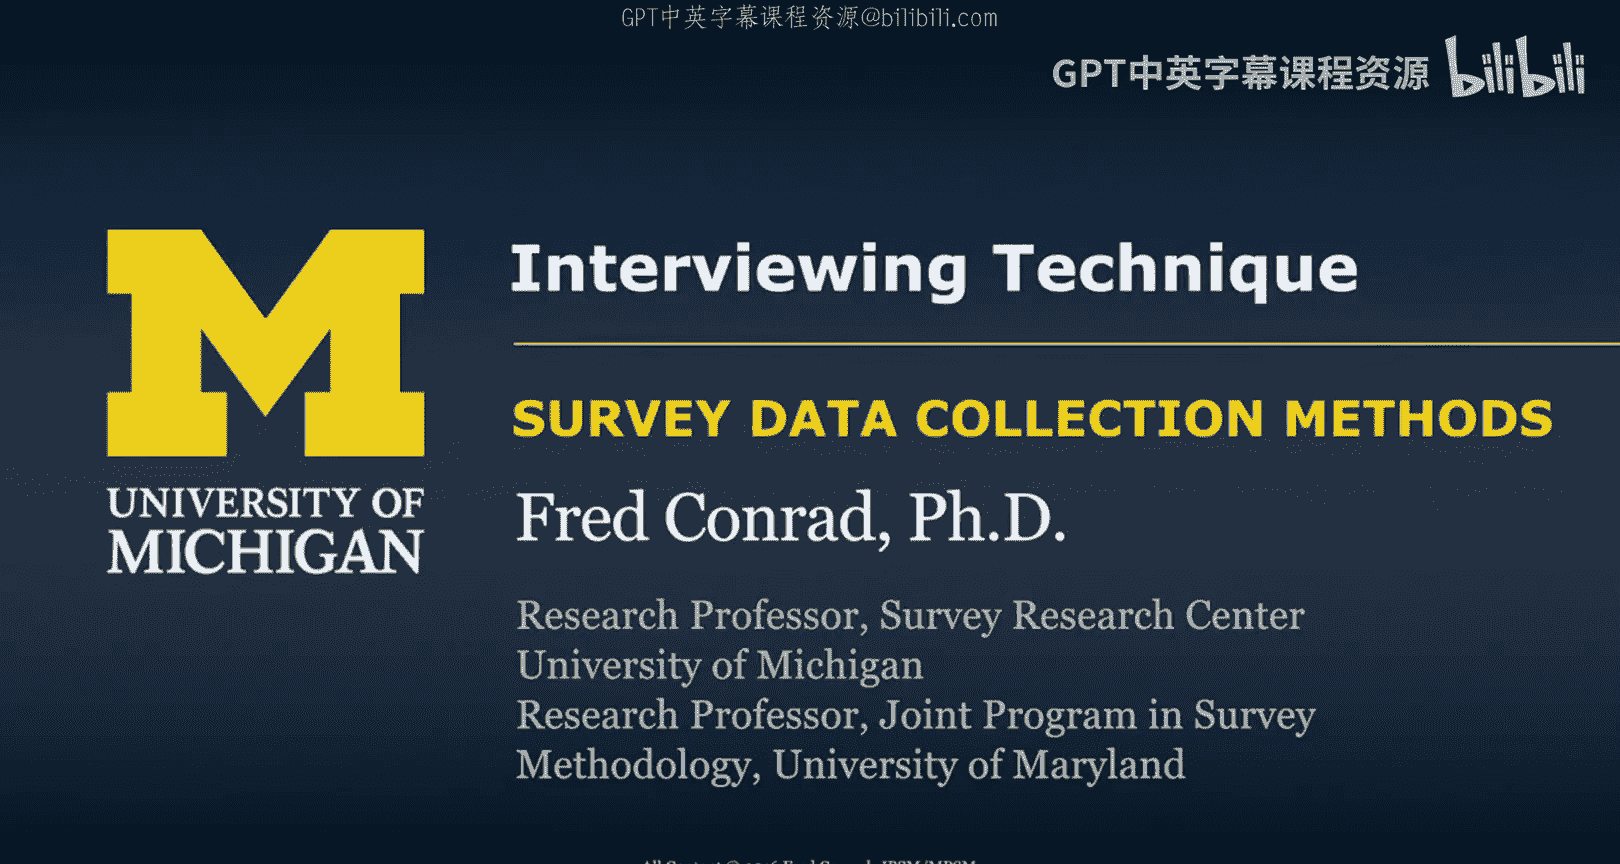 GPT中英字幕课程资源@bilibili.com
GPT中英字幕课程资源 bilibili
Interviewing Technique
SURVEY DATA COLLECTION METHODS
Fred Conrad, Ph.D.
Research Professor, Survey Research Center
University of Michigan
Research Professor, Joint Program in Survey
Methodology, University of Maryland
M
UNIVERSITY OF
MICHIGAN